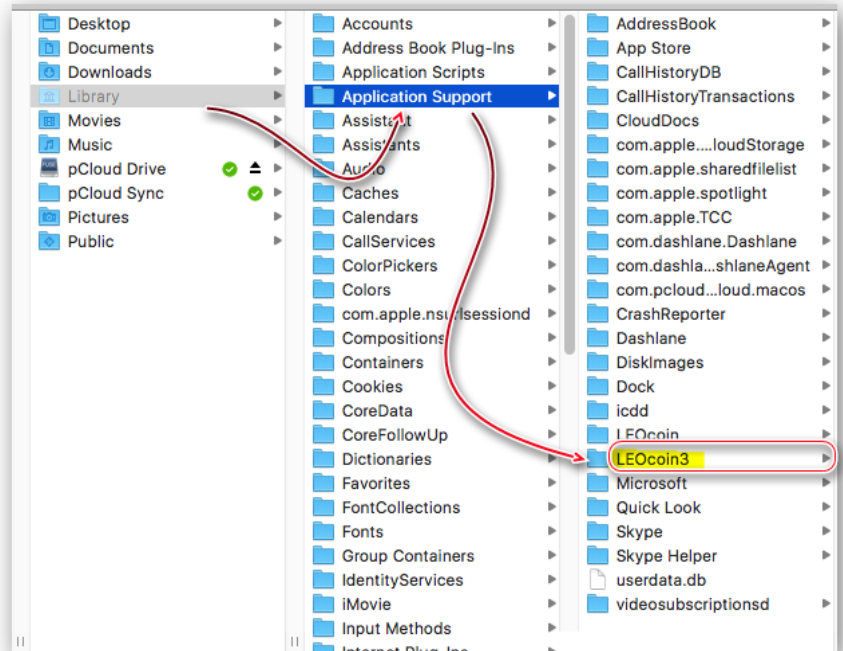 Desktop
Documents
Downloads
Library
Movies
Music
pCloud Drive
pCloud Sync
Pictures
Public
Accounts
Address Book Plug-Ins
Application Scripts
Application Support
Assistant
Assistants
Audio
Caches
Calendars
CallServices
ColorPickers
Colors
com.apple.nsurlsessiond
Compositions
Containers
Cookies
CoreData
CoreFollowUp
Dictionaries
Favorites
FontCollections
Fonts
Group Containers
IdentityServices
iMovie
Input Methods
Internet Plug-Ins
AddressBook
App Store
CallHistoryDB
CallHistoryTransactions
CloudDocs
com.apple....loudStorage
com.apple.sharedfilelist
com.apple.spotlight
com.apple.TCC
com.dashlane.Dashlane
com.dashla...shlaneAgent
com.pcloud...loud.macos
CrashReporter
Dashlane
DiskImages
Dock
icdd
LEOcoin
LEOcoin3
Microsoft
Quick Look
Skype
Skype Helper
userdata.db
videosubscriptionsd